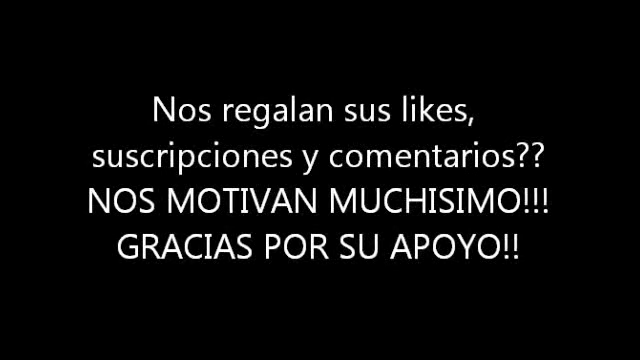 Nos regalan sus likes,
suscripciones y comentarios??
NOS MOTIVAN MUCHISIMO!!!
GRACIAS POR SU APOYO!!